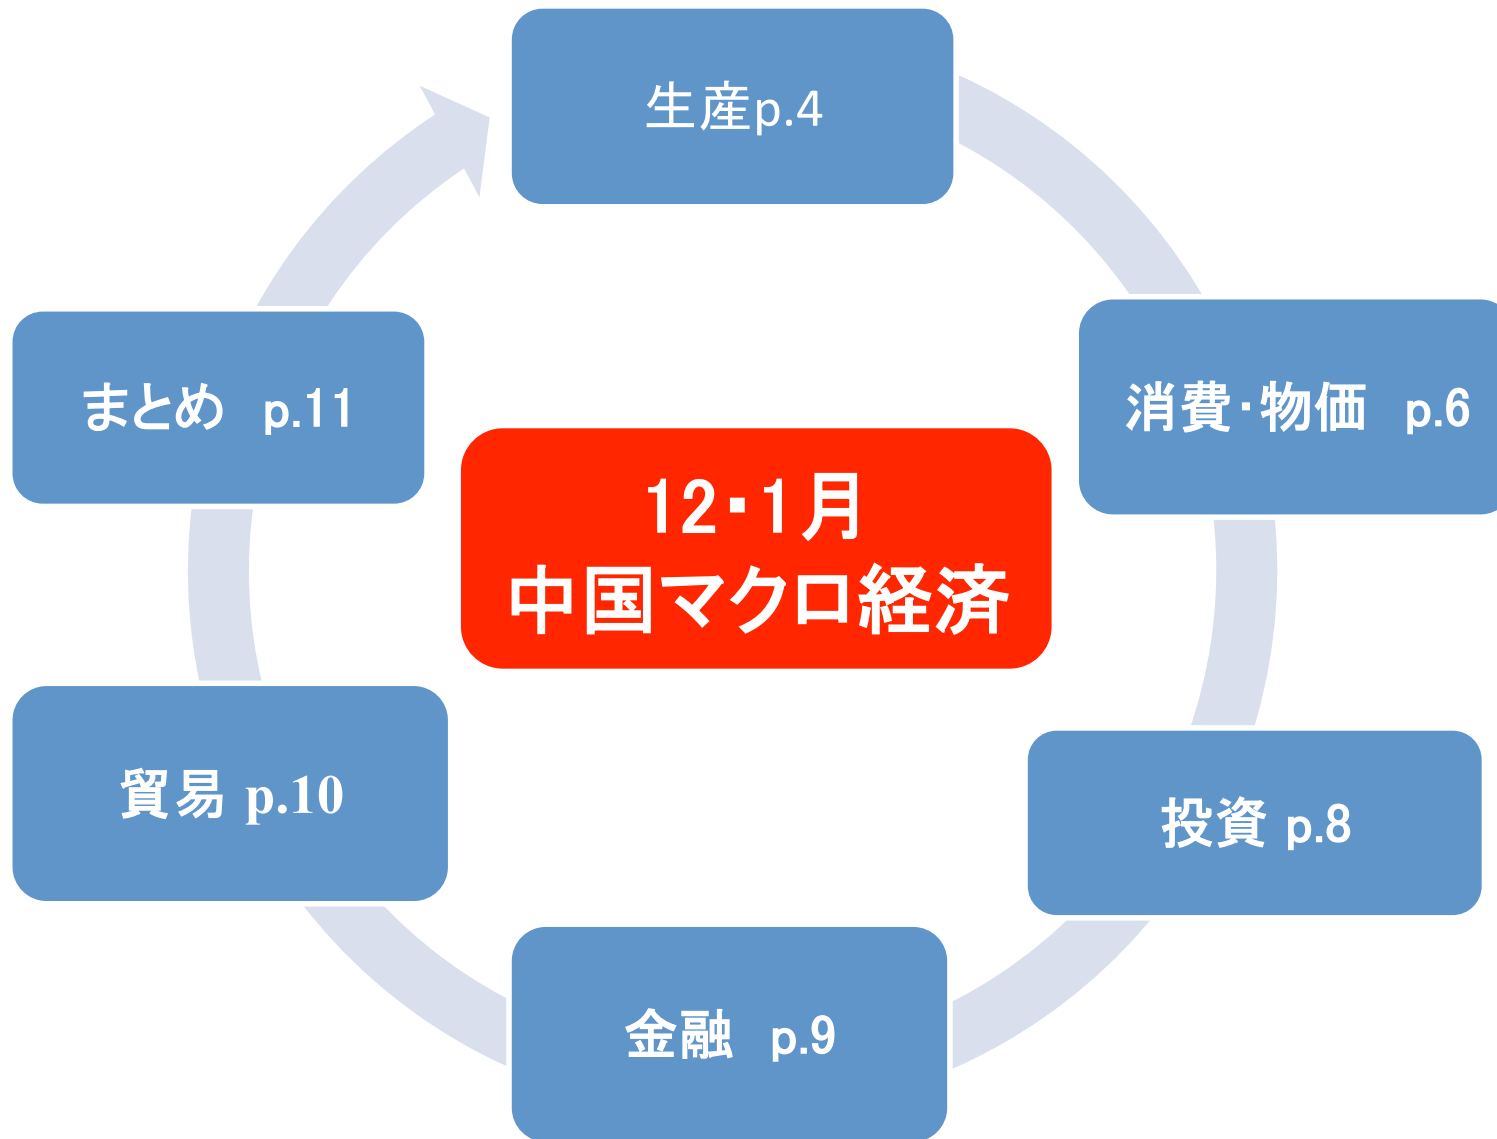 生産p.4
まとめ　p.11
消費・物価　p.6
12・1月
中国マクロ経済
貿易 p.10
投資 p.8
金融　p.9